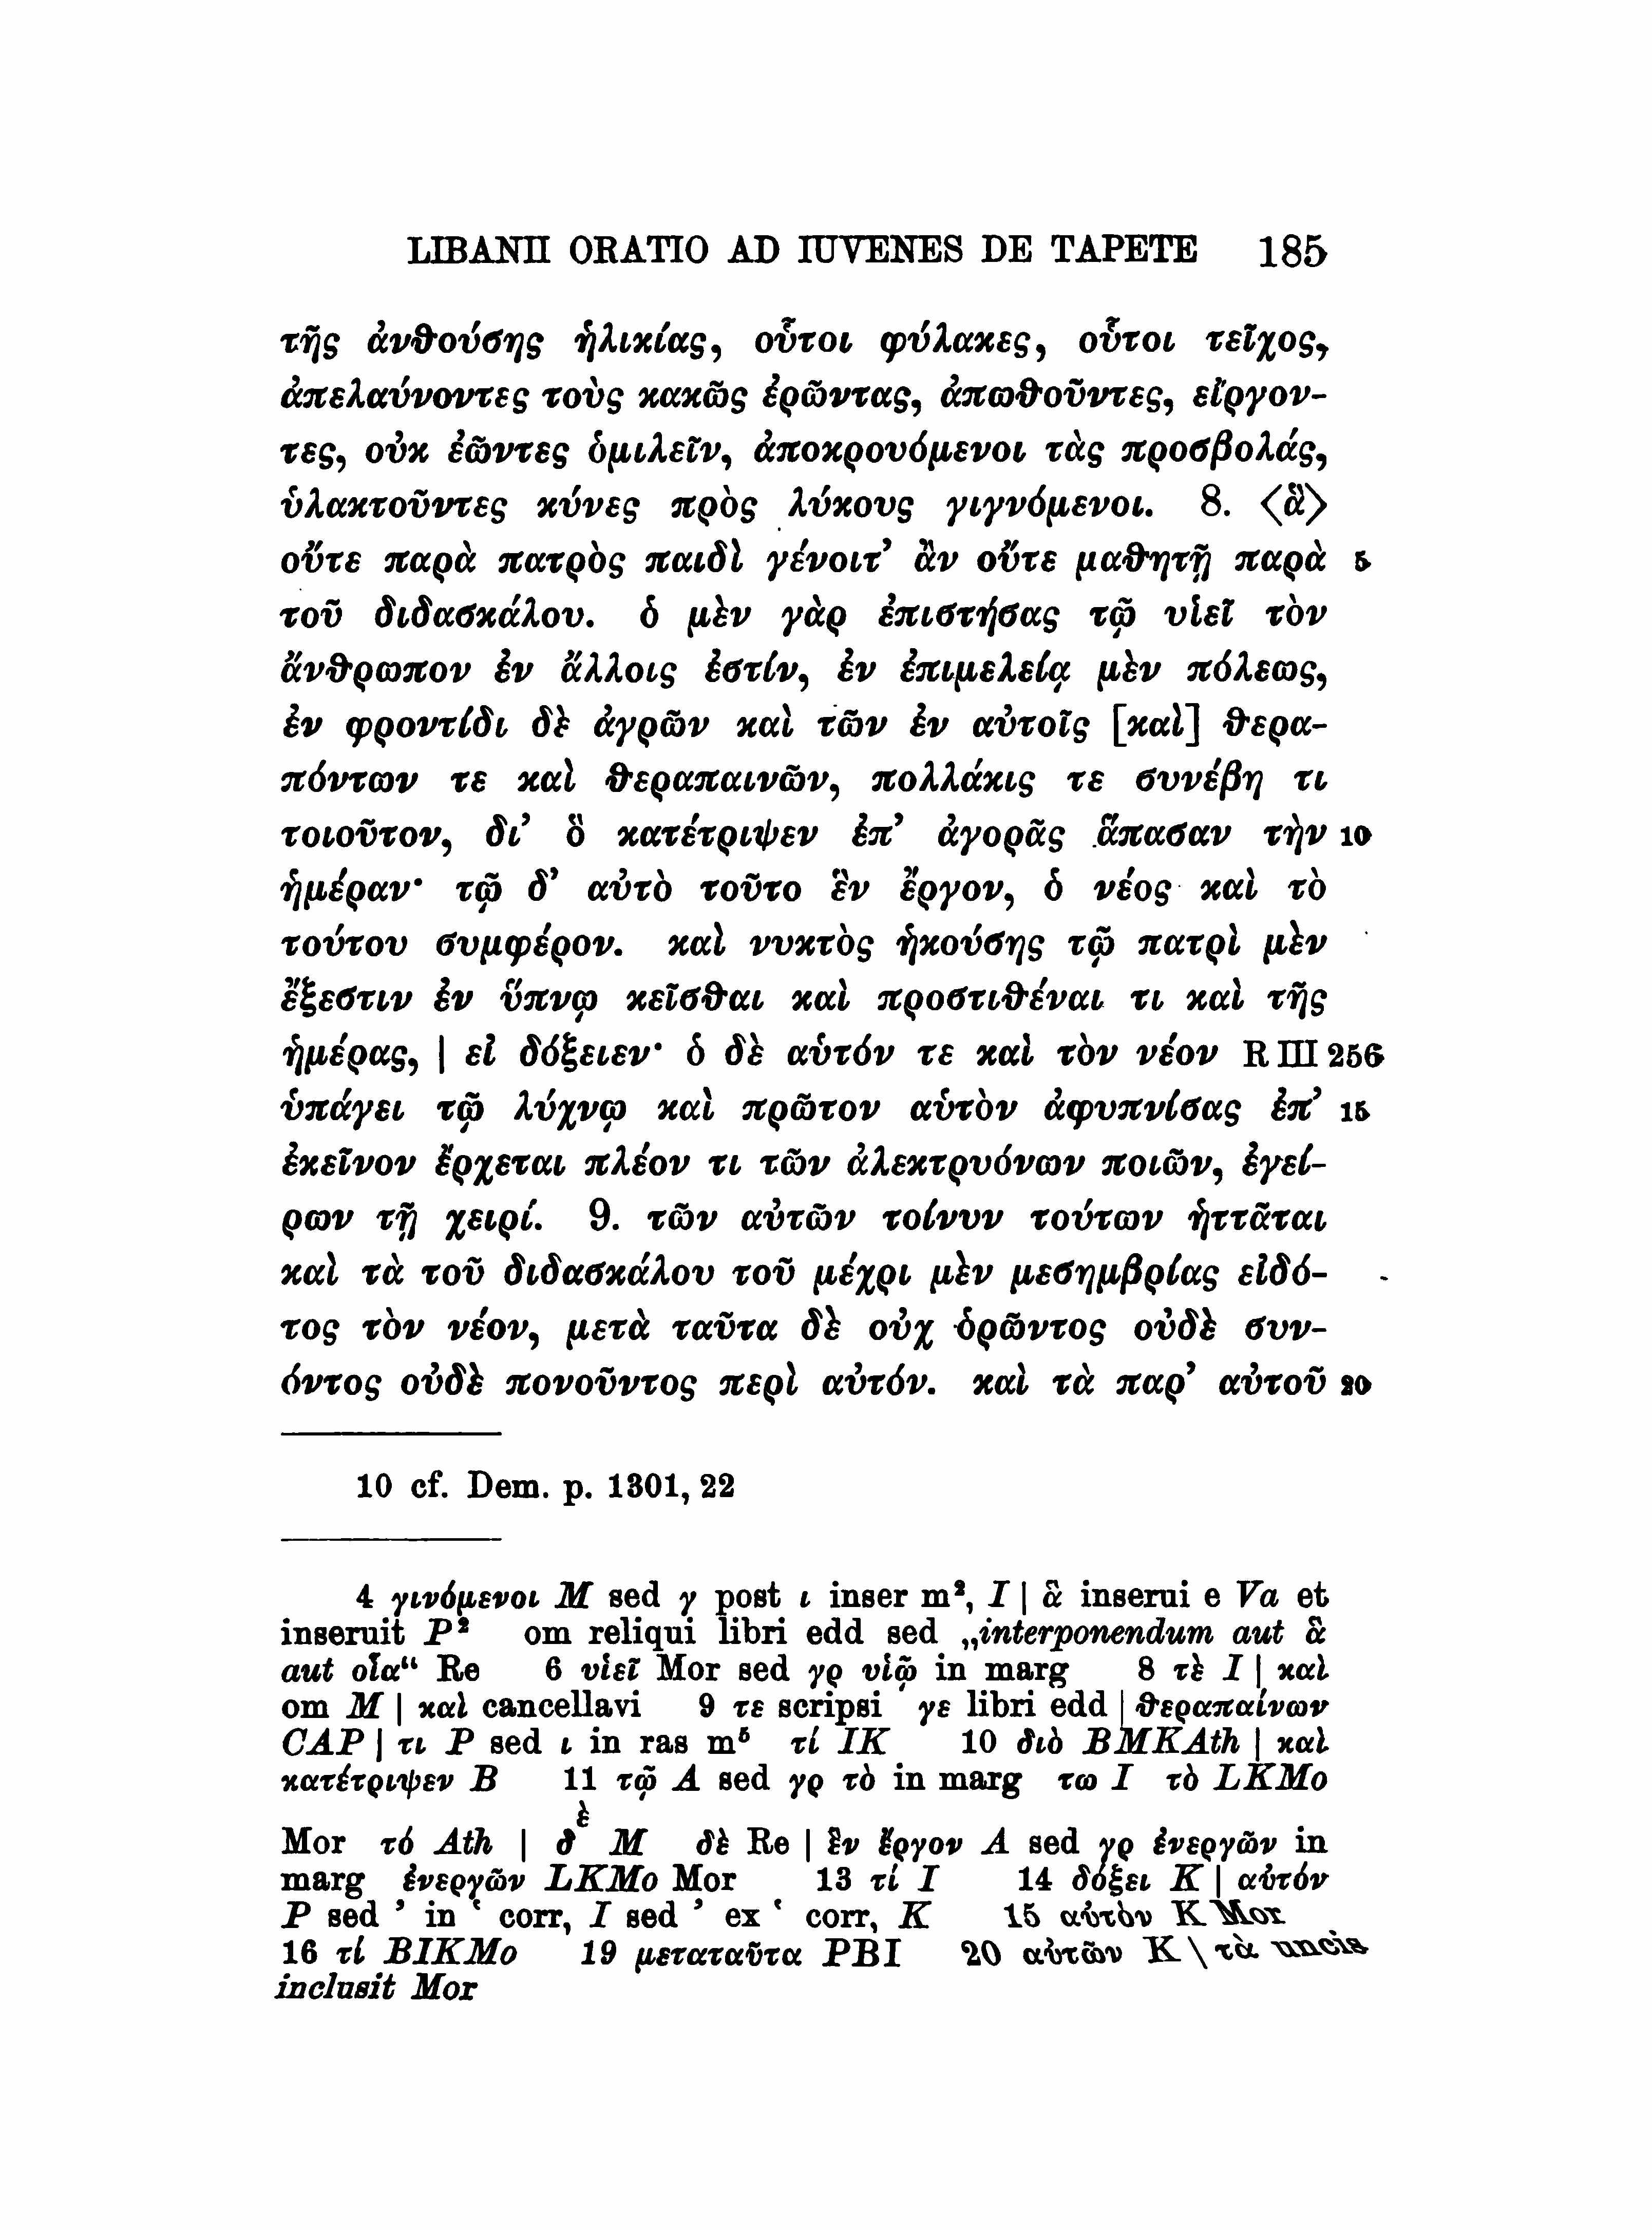 LIBANII ORATIO AD IUVENES DE TAPETE 185
τῆς ἀνθούσης ἡλικίας, οὗτοι φύλακες, οὗτοι τεῖχος,
ἀπελαύνοντες τοὺς κακῶς ἐρῶντας, ἀπωθοῦντες, εἴργον-
τες, οὐκ ἐῶντες ὁμιλεῖν, ἀποκρουόμενοι τὰς προσβολάς,
ὑλακτοῦντες κύνες πρὸς λύκους γιγνόμενοι. 8. ⟨ἃ⟩
οὔτε παρὰ πατρὸς παιδὶ γένοιτ’ ἂν οὔτε μαθητῇ παρὰ 5
τοῦ διδασκάλου. ὁ μὲν γὰρ ἐπιστήσας τῷ υἱεῖ τὸν
ἄνθρωπον ἐν ἄλλοις ἐστίν, ἐν ἐπιμελείᾳ μὲν πόλεως,
ἐν φροντίδι δὲ ἀγρῶν καὶ τῶν ἐν αὐτοῖς [καὶ] θερα-
πόντων τε καὶ θεραπαινῶν, πολλάκις τε συνέβη τι
τοιοῦτον, δι’ ὃ κατέτριψεν ἐπ’ ἀγορᾶς ἅπασαν τὴν 10
ἡμέραν· τῷ δ’ αὐτὸ τοῦτο ἓν ἔργον, ὁ νέος καὶ τὸ
τούτου συμφέρον. καὶ νυκτὸς ἡκούσης τῷ πατρὶ μὲν
ἔξεστιν ἐν ὕπνῳ κεῖσθαι καὶ προστιθέναι τι καὶ τῆς
ἡμέρας, | εἰ δόξειεν· ὁ δὲ αὑτόν τε καὶ τὸν νέον R III 256
ὑπάγει τῷ λύχνῳ καὶ πρῶτον αὑτὸν ἀφυπνίσας ἐπ’ 15
ἐκεῖνον ἔρχεται πλέον τι τῶν ἀλεκτρυόνων ποιῶν, ἐγεί-
ρων τῇ χειρί. 9. τῶν αὐτῶν τοίνυν τούτων ἡττᾶται
καὶ τὰ τοῦ διδασκάλου τοῦ μέχρι μὲν μεσημβρίας εἰδό-
τος τὸν νέον, μετὰ ταῦτα δὲ οὐχ ὁρῶντος οὐδὲ συν-
όντος οὐδὲ πονοῦντος περὶ αὐτόν. καὶ τὰ παρ’ αὐτοῦ 20
10 cf. Dem. p. 1301, 22
4 γινόμενοι M sed γ post ι inser m², I | ἃ inserui e Va et
inseruit P² om reliqui libri edd sed „interponendum aut ἃ
aut οἷα“ Re 6 υἱεῖ Mor sed γρ υἱῷ in marg 8 τὲ I | καὶ
om M | καὶ cancellavi 9 τε scripsi γε libri edd | θεραπαίνων
CAP | τι P sed ι in ras m⁵ τί IK 10 διὸ BMKAth | καὶ
κατέτριψεν B 11 τῷ A sed γρ τὸ in marg τω I τὸ LKMo
Mor τό Ath | δὲ M δὲ Re | ἓν ἔργον A sed γρ ἐνεργῶν in
marg ἐνεργῶν LKMo Mor 13 τί I 14 δόξει K | αὐτόν
P sed ’ in ‘ corr, I sed ’ ex ‘ corr, K 15 αὐτὸν K Mor
16 τί BIKMo 19 μεταταῦτα PBI 20 αὐτῶν K \ τὰ uncis
inclusit Mor